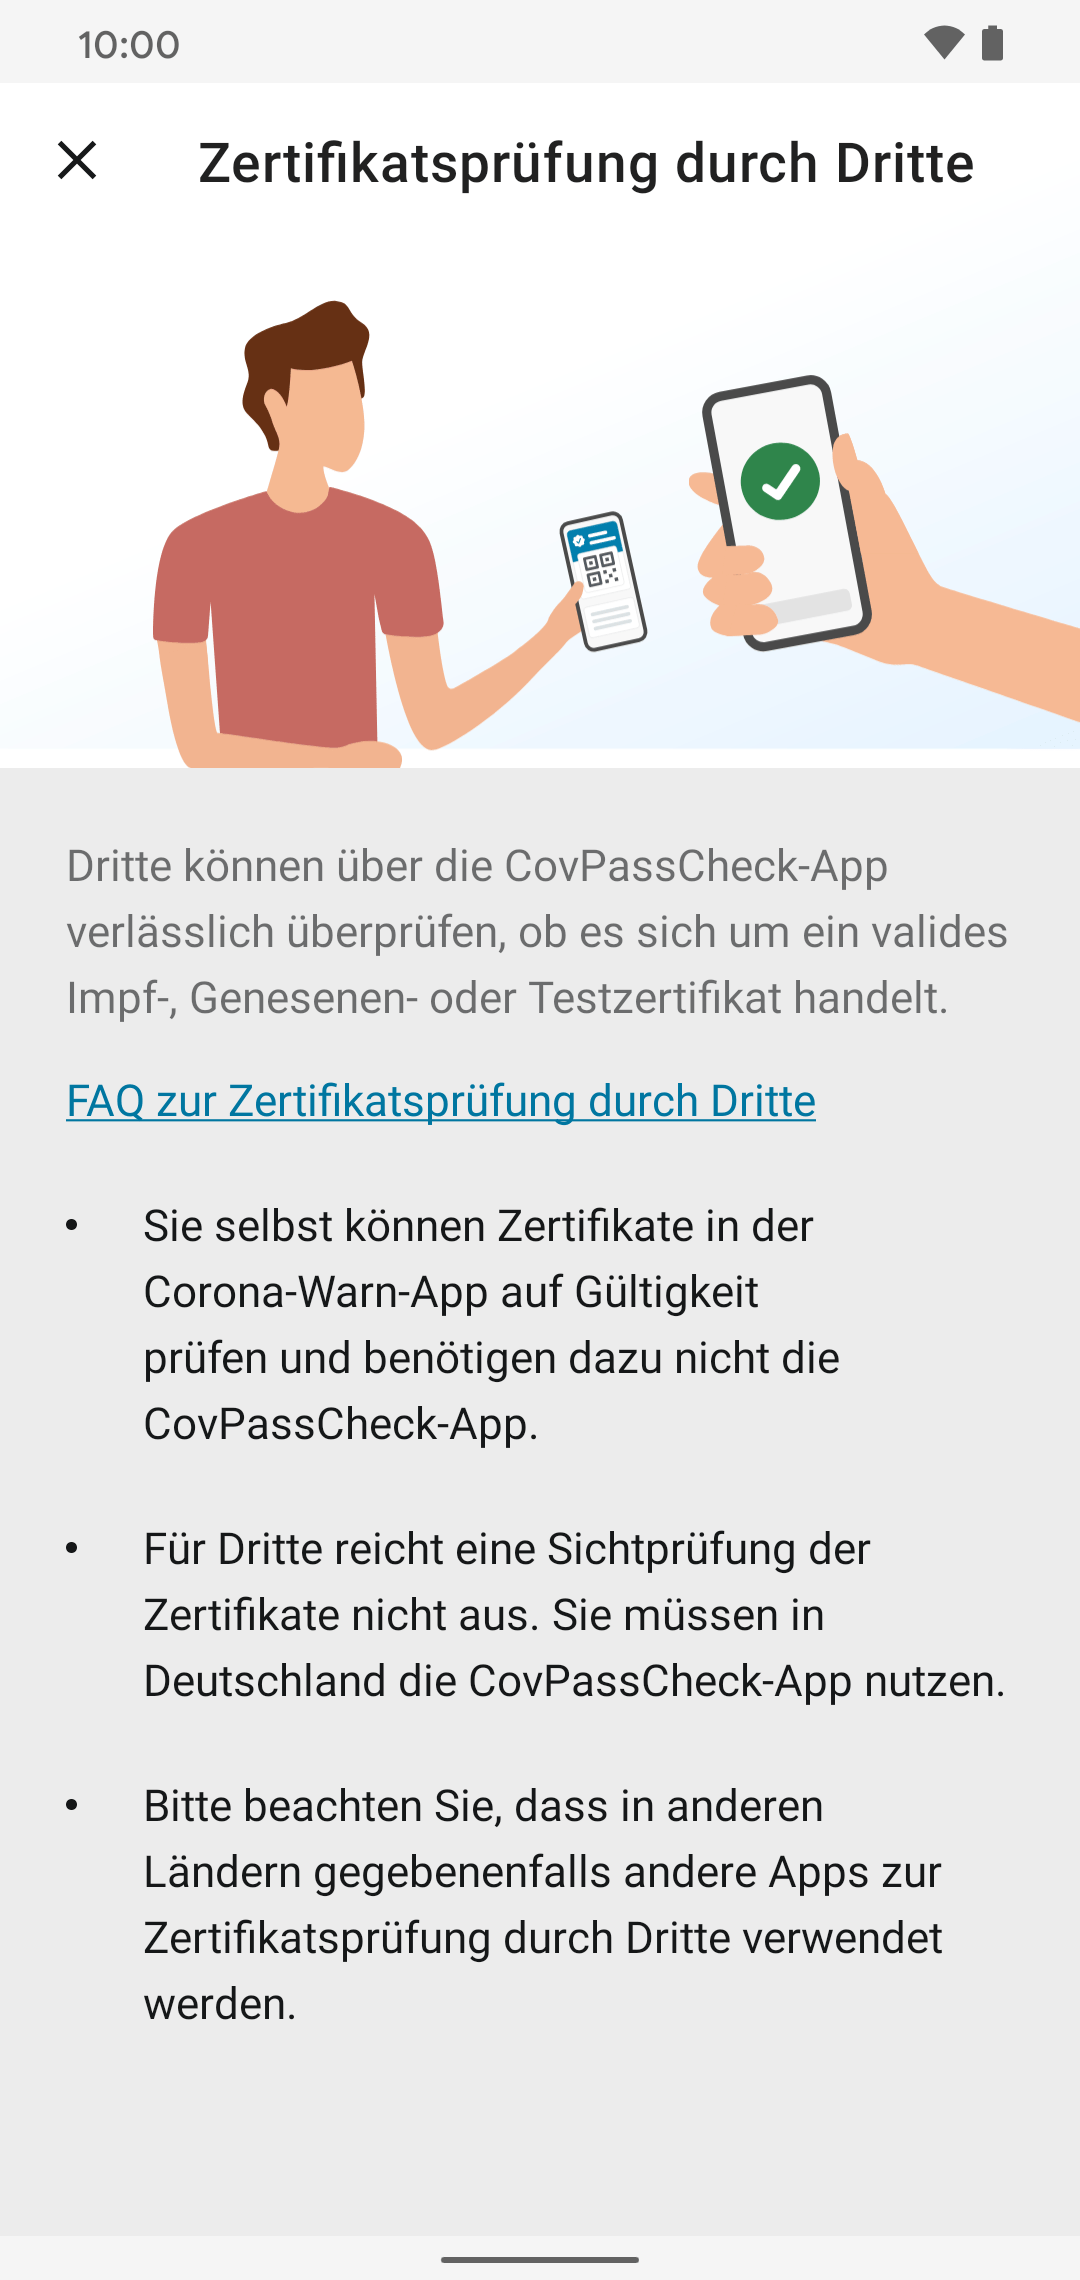 10:00
Zertifikatsprüfung durch Dritte
Dritte können über die CovPassCheck-App
verlässlich überprüfen, ob es sich um ein valides
Impf-, Genesenen- oder Testzertifikat handelt.
FAQ zur Zertifikatsprüfung durch Dritte
• Sie selbst können Zertifikate in der
Corona-Warn-App auf Gültigkeit
prüfen und benötigen dazu nicht die
CovPassCheck-App.
• Für Dritte reicht eine Sichtprüfung der
Zertifikate nicht aus. Sie müssen in
Deutschland die CovPassCheck-App nutzen.
• Bitte beachten Sie, dass in anderen
Ländern gegebenenfalls andere Apps zur
Zertifikatsprüfung durch Dritte verwendet
werden.